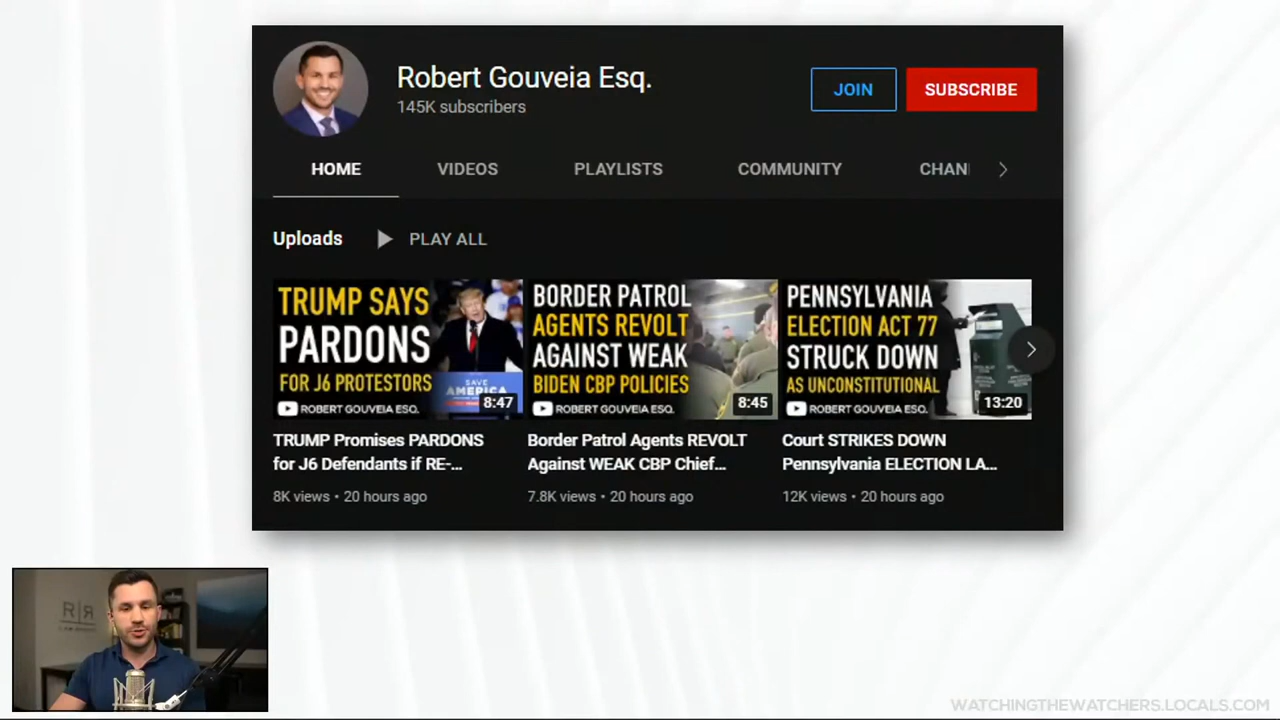 Robert Gouveia Esq.
145K subscribers
JOIN
SUBSCRIBE
HOME
VIDEOS
PLAYLISTS
COMMUNITY
CHAN
Uploads
PLAY ALL
TRUMP SAYS
PARDONS
FOR J6 PROTESTORS
SAVE
AMERICA
ROBERT GOUVEIA ESQ.
8:47
BORDER PATROL
AGENTS REVOLT
AGAINST WEAK
BIDEN CBP POLICIES
ROBERT GOUVEIA ESQ.
8:45
PENNSYLVANIA
ELECTION ACT 77
STRUCK DOWN
AS UNCONSTITUTIONAL
ROBERT GOUVEIA ESQ.
13:20
TRUMP Promises PARDONS
for J6 Defendants if RE-...
8K views • 20 hours ago
Border Patrol Agents REVOLT
Against WEAK CBP Chief...
7.8K views • 20 hours ago
Court STRIKES DOWN
Pennsylvania ELECTION LA...
12K views • 20 hours ago
WATCHINGTHEWATCHERS.LOCALS.COM